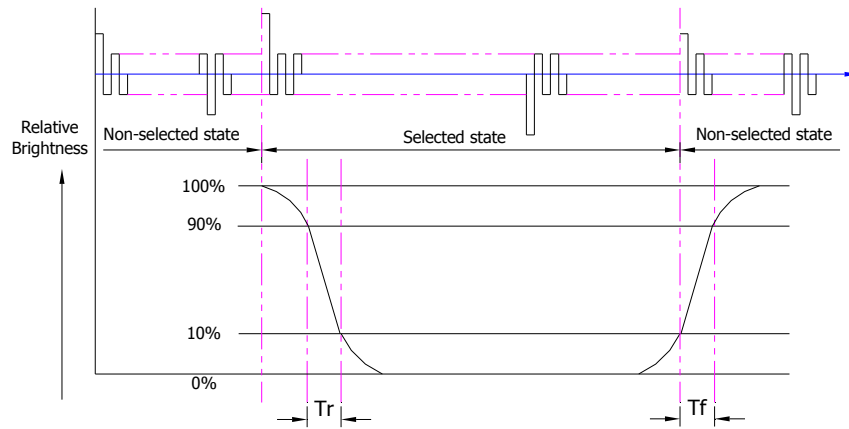 Relative
Brightness
Non-selected state
Selected state
Non-selected state
100%
90%
10%
0%
Tr
Tf